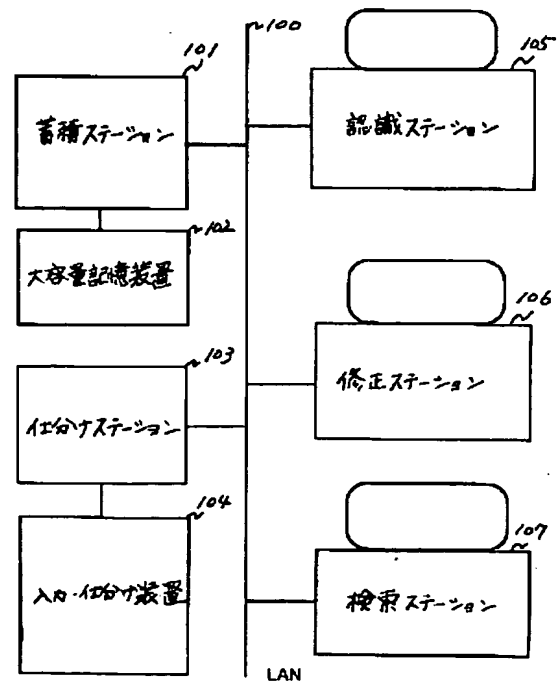 100
101
蓄積ステーション
102
大容量記憶装置
103
仕分けステーション
104
入力・仕分け装置
105
認識ステーション
106
修正ステーション
107
検索ステーション
LAN